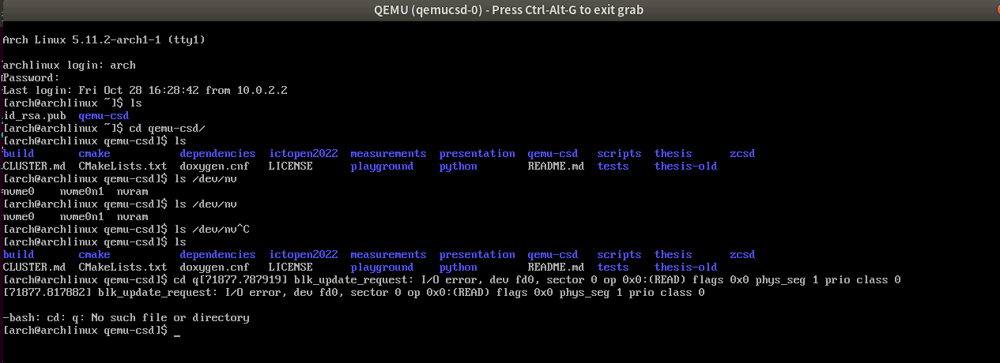 QEMU (qemucsd-0) - Press Ctrl-Alt-G to exit grab
Arch Linux 5.11.2-arch1-1 (tty1)
archlinux login: arch
Password:
Last login: Fri Oct 28 16:28:42 from 10.0.2.2
[arch@archlinux ~]$ ls
id_rsa.pub  qemu-csd
[arch@archlinux ~]$ cd qemu-csd/
[arch@archlinux qemu-csd]$ ls
build       cmake           dependencies  ictopen2022  measurements  presentation  qemu-csd   scripts  thesis      zcsd
CLUSTER.md  CMakeLists.txt  doxygen.cnf   LICENSE      playground    python        README.md  tests    thesis-old
[arch@archlinux qemu-csd]$ ls /dev/nv
nvme0    nvme0n1  nvram
[arch@archlinux qemu-csd]$ ls /dev/nv
nvme0    nvme0n1  nvram
[arch@archlinux qemu-csd]$ ls /dev/nv^C
[arch@archlinux qemu-csd]$ ls
build       cmake           dependencies  ictopen2022  measurements  presentation  qemu-csd   scripts  thesis      zcsd
CLUSTER.md  CMakeLists.txt  doxygen.cnf   LICENSE      playground    python        README.md  tests    thesis-old
[arch@archlinux qemu-csd]$ cd q[71877.787919] blk_update_request: I/O error, dev fd0, sector 0 op 0x0:(READ) flags 0x0 phys_seg 1 prio class 0
[71877.817882] blk_update_request: I/O error, dev fd0, sector 0 op 0x0:(READ) flags 0x0 phys_seg 1 prio class 0
-bash: cd: q: No such file or directory
[arch@archlinux qemu-csd]$ _